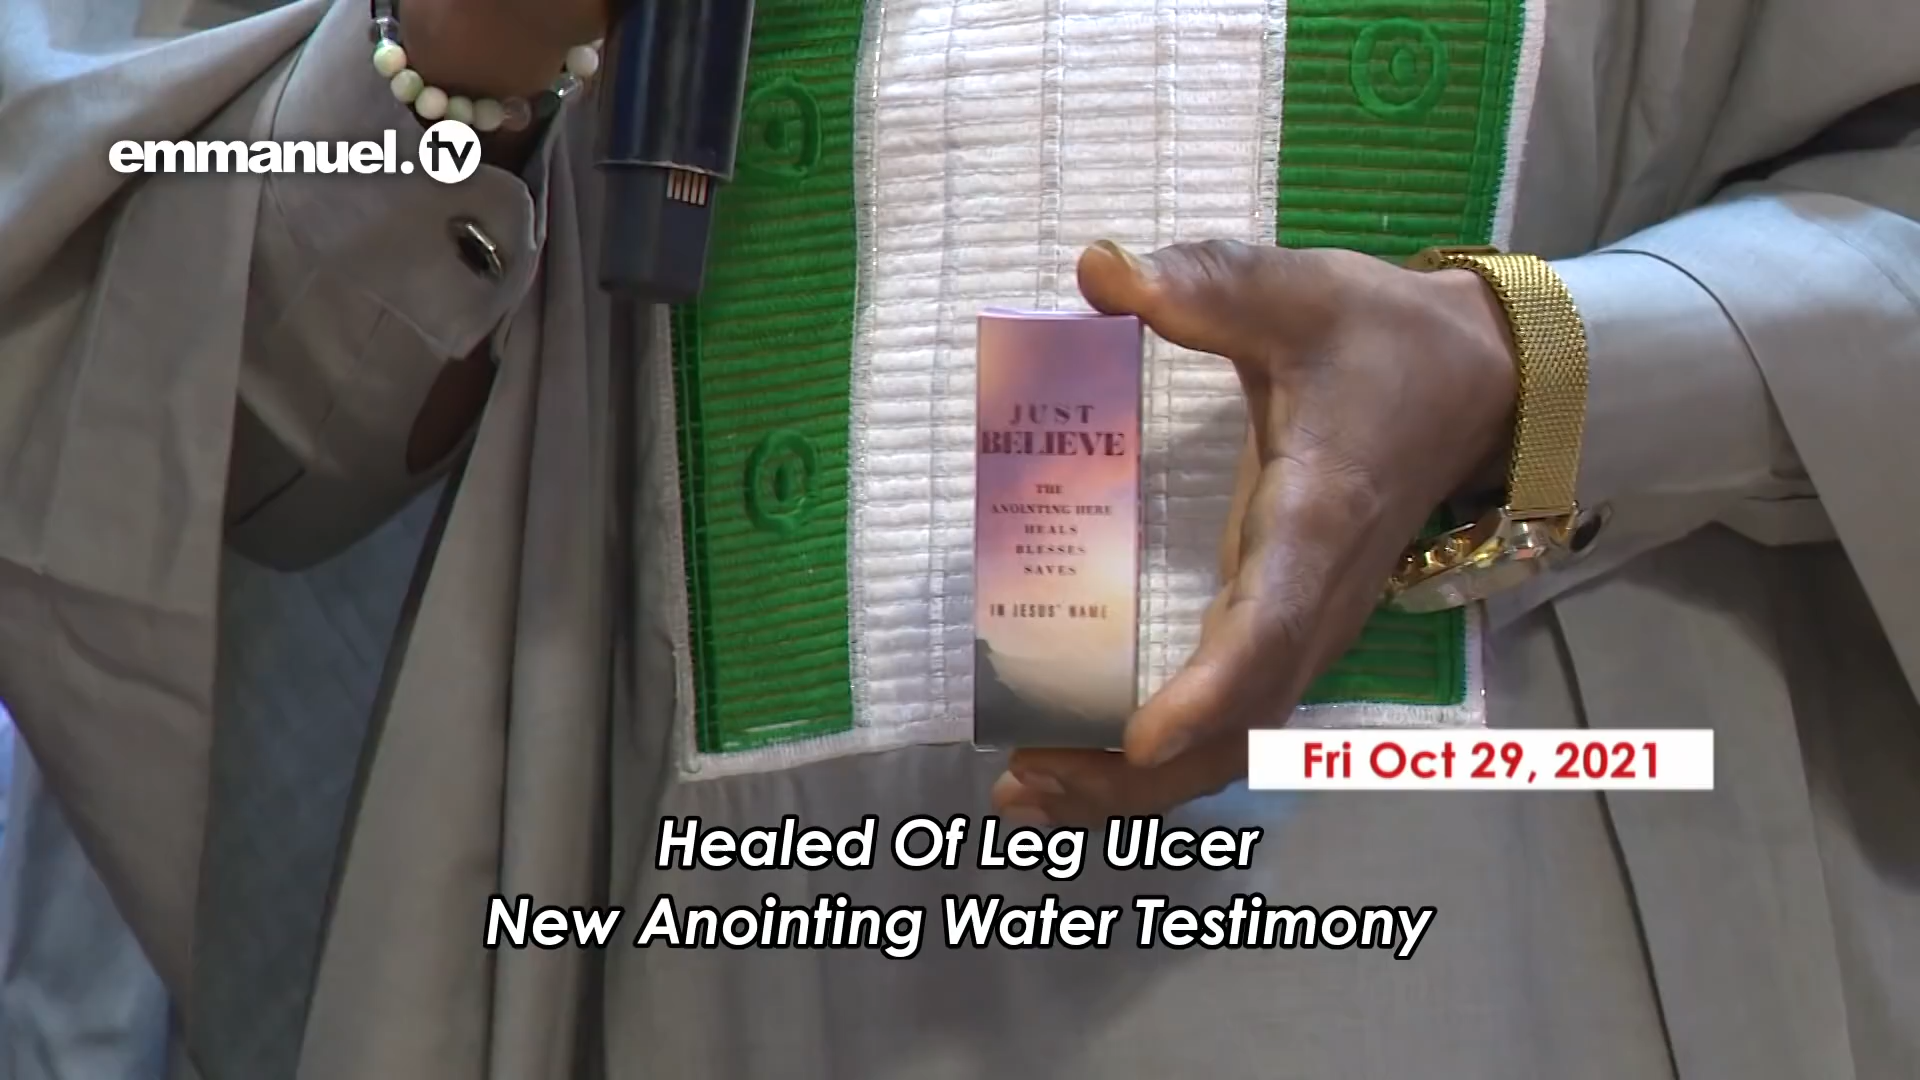 emmanuel.tv
JUST
BELIEVE
THE
ANOINTING HERE
HEALS
BLESSES
SAVES
IN JESUS' NAME
Fri Oct 29, 2021
Healed Of Leg Ulcer
New Anointing Water Testimony